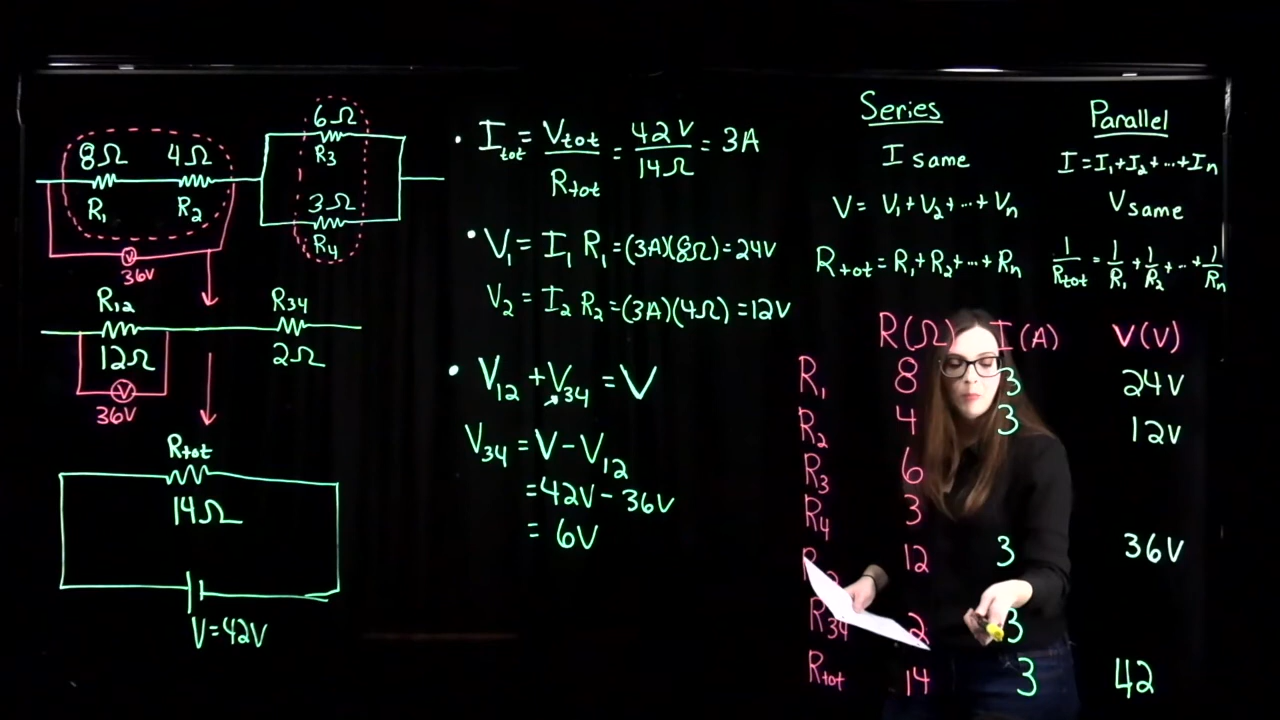 8Ω 4Ω
R₁ R₂
6Ω
R₃
3Ω
R₄
V
36V
R₁₂ R₃₄
12Ω 2Ω
V
36V
Rtot
14Ω
V=42V
• Itot = Vtot/Rtot = 42V/14Ω = 3A
• V₁ = I₁ R₁ = (3A)(8Ω) = 24V
V₂ = I₂ R₂ = (3A)(4Ω) = 12V
• V₁₂ + V₃₄ = V
V₃₄ = V - V₁₂
= 42V - 36V
= 6V
Series
I same
V = V₁ + V₂ + ... + Vn
Rtot = R₁ + R₂ + ... + Rn
Parallel
I = I₁ + I₂ + ... + In
V same
1/Rtot = 1/R₁ + 1/R₂ + ... + 1/Rn
R(Ω) I(A) V(V)
R₁ 8 3 24V
R₂ 4 3 12V
R₃ 6
R₄ 3
12 3 36V
R₃₄ 2 3
Rtot 14 3 42